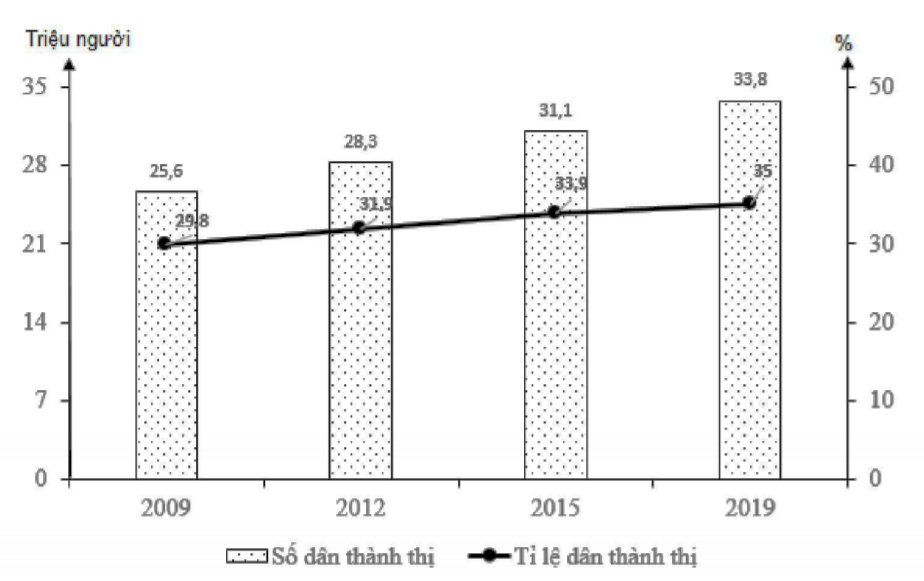 Triệu người %
35 33,8 50
31,1
28 28,3 40
25,6 35
33,9
31,9
29,8
21 30
14 20
7 10
0 0
2009 2012 2015 2019
Số dân thành thị Tỉ lệ dân thành thị